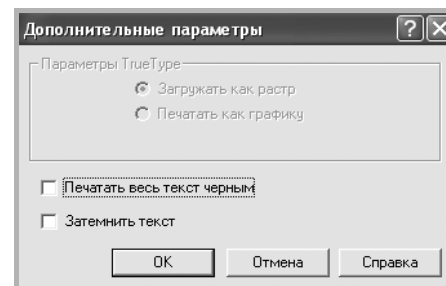 Дополнительные параметры
Параметры TrueType
Загружать как растр
Печатать как графику
Печатать весь текст черным
Затемнить текст
OK Отмена Справка